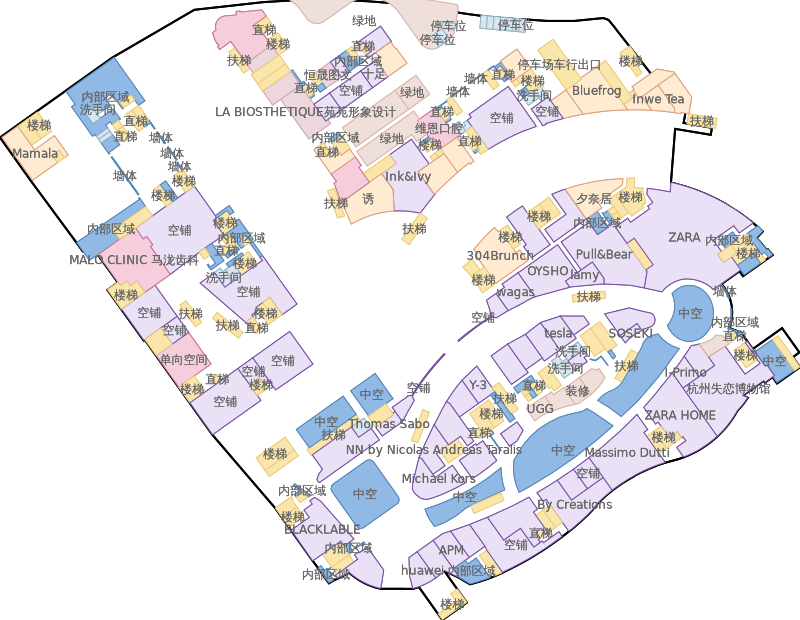 绿地
直梯
停车位
停车位
停车位
楼梯
直梯
扶梯
内部区域
恒晟图文
十足
停车场车行出口
楼梯
直梯
空铺
墙体
直梯
楼梯
洗手间
Bluefrog
Inwe Tea
绿地
墙体
内部区域
洗手间
LA BIOSTHETIQUE苑苑形象设计
直梯
空铺
空铺
扶梯
楼梯
直梯
直梯
维恩口腔
内部区域
绿地
墙体
直梯
楼梯
直梯
Mamala
墙体
墙体
墙体
楼梯
Ink&Ivy
楼梯
扶梯
诱
夕奈居
楼梯
内部区域
空铺
楼梯
扶梯
楼梯
内部区域
内部区域
楼梯
ZARA
内部区域
直梯
MALO CLINIC 马泷齿科
楼梯
304Brunch
Pull&Bear
楼梯
洗手间
OYSHO
lamy
楼梯
楼梯
空铺
wagas
扶梯
墙体
空铺
扶梯
扶梯
楼梯
直梯
空铺
中空
空铺
tesla
SOSEKI
内部区域
直梯
单向空间
空铺
洗手间
洗手间
扶梯
楼梯
中空
直梯
空铺
I-Primo
楼梯
楼梯
空铺
空铺
中空
Y-3
直梯
装修
杭州失恋博物馆
扶梯
UGG
楼梯
ZARA HOME
中空
Thomas Sabo
扶梯
直梯
楼梯
NN by Nicolas Andreas Taralis
中空
Massimo Dutti
楼梯
Michael Kors
空铺
内部区域
中空
中空
By Creations
楼梯
BLACKLABLE
直梯
内部区域
APM
空铺
内部区域
huawei
内部区域
楼梯